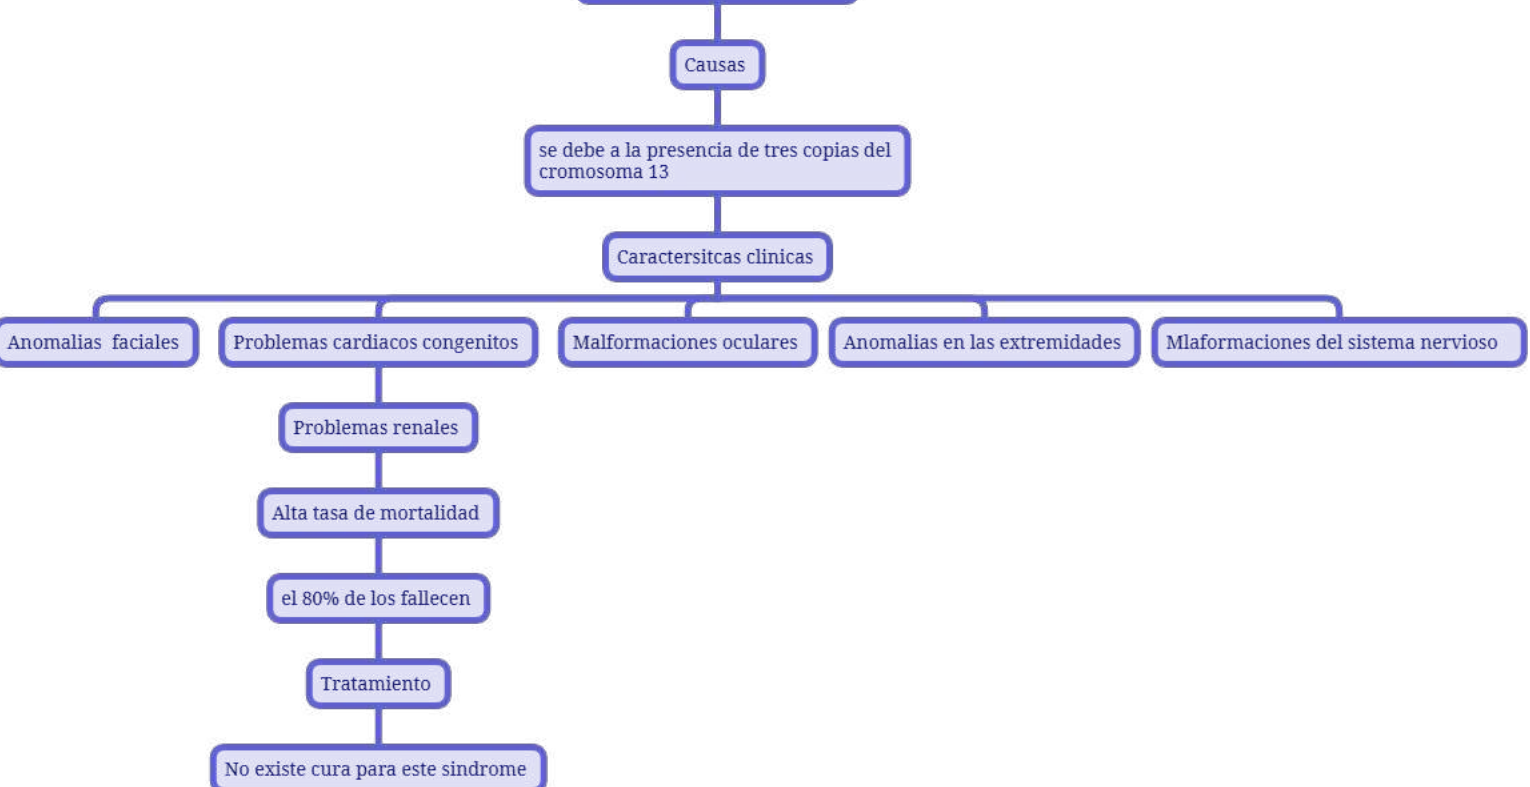 Causas
se debe a la presencia de tres copias del
cromosoma 13
Caractersitcas clinicas
Anomalias faciales
Problemas cardiacos congenitos
Malformaciones oculares
Anomalias en las extremidades
Mlaformaciones del sistema nervioso
Problemas renales
Alta tasa de mortalidad
el 80% de los fallecen
Tratamiento
No existe cura para este sindrome